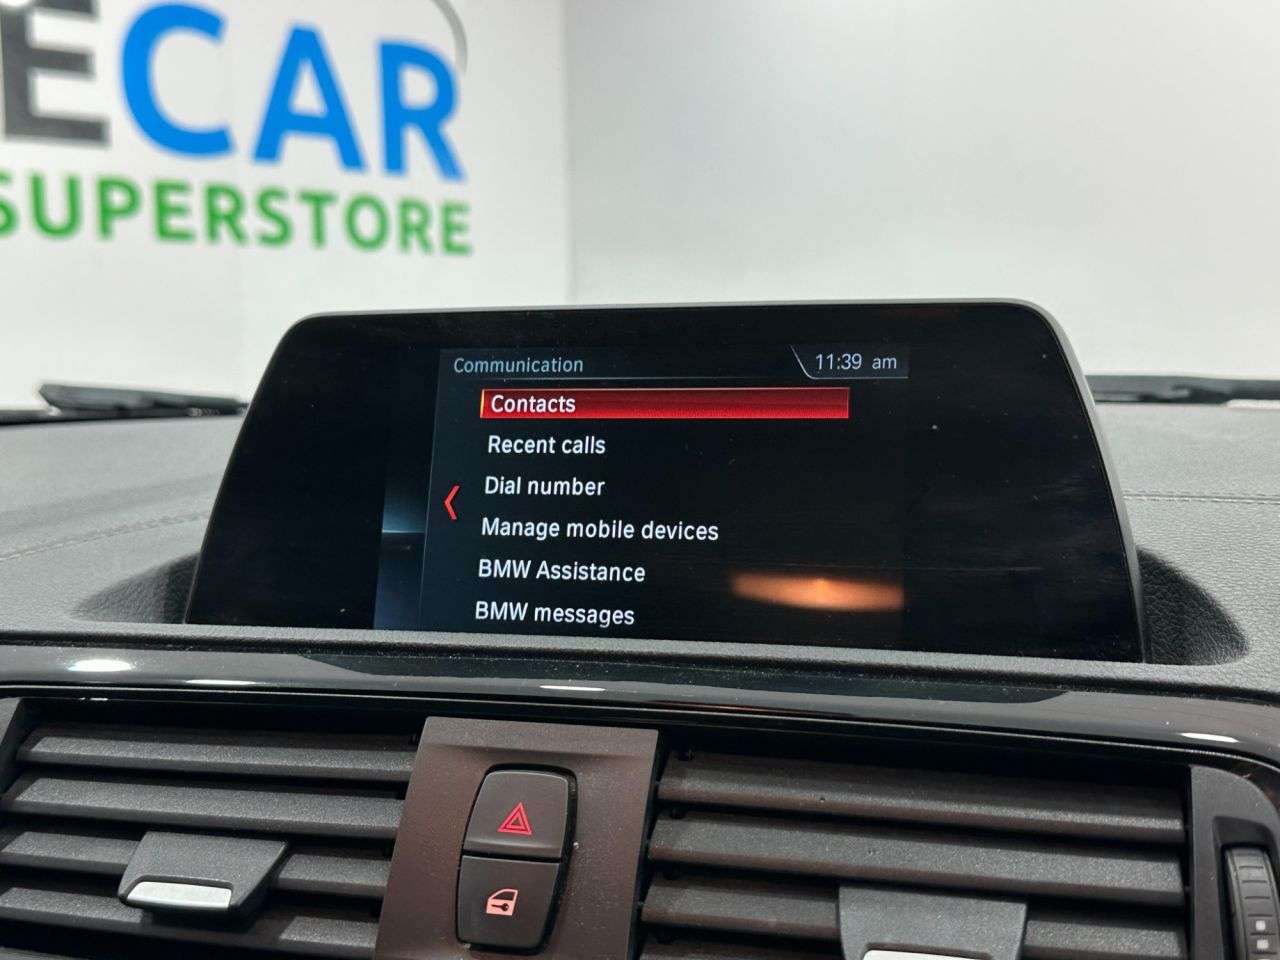 ECAR
SUPERSTORE
Communication
11:39 am
Contacts
Recent calls
Dial number
Manage mobile devices
BMW Assistance
BMW messages